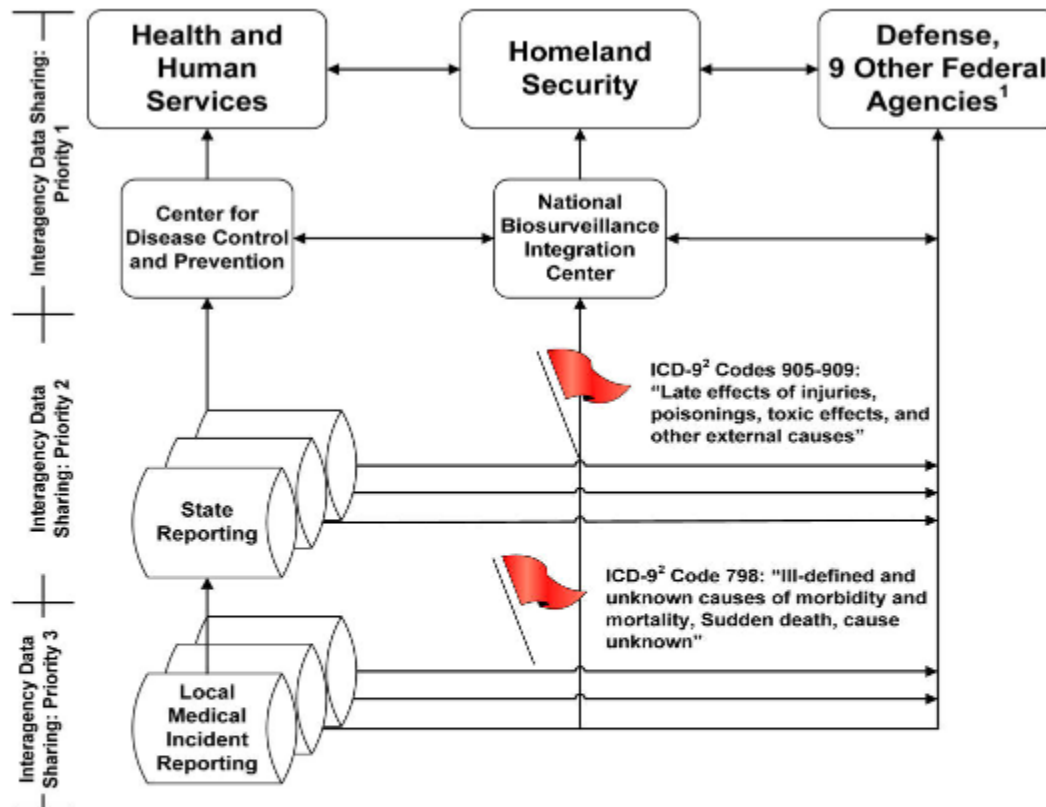 Interagency Data Sharing:
Priority 1
Health and
Human
Services
Homeland
Security
Defense,
9 Other Federal
Agencies¹
Center for
Disease Control
and Prevention
National
Biosurveillance
Integration
Center
Interagency Data
Sharing: Priority 2
ICD-9² Codes 905-909:
“Late effects of injuries,
poisonings, toxic effects, and
other external causes”
State
Reporting
Interagency Data
Sharing: Priority 3
ICD-9² Code 798: “Ill-defined and
unknown causes of morbidity and
mortality, Sudden death, cause
unknown”
Local
Medical
Incident
Reporting